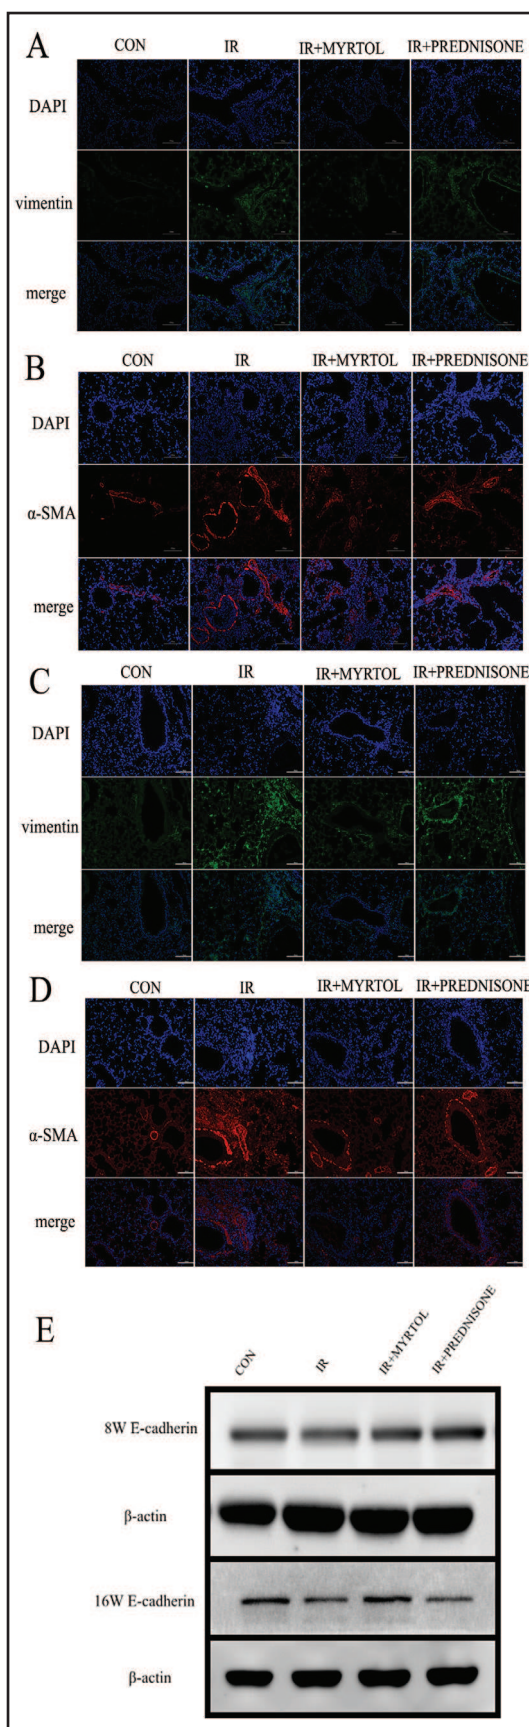 A
CON IR IR+MYRTOL IR+PREDNISONE
DAPI
vimentin
merge
B
CON IR IR+MYRTOL IR+PREDNISONE
DAPI
α-SMA
merge
C
CON IR IR+MYRTOL IR+PREDNISONE
DAPI
vimentin
merge
D
CON IR IR+MYRTOL IR+PREDNISONE
DAPI
α-SMA
merge
E
CON IR IR+MYRTOL IR+PREDNISONE
8W E-cadherin
β-actin
16W E-cadherin
β-actin